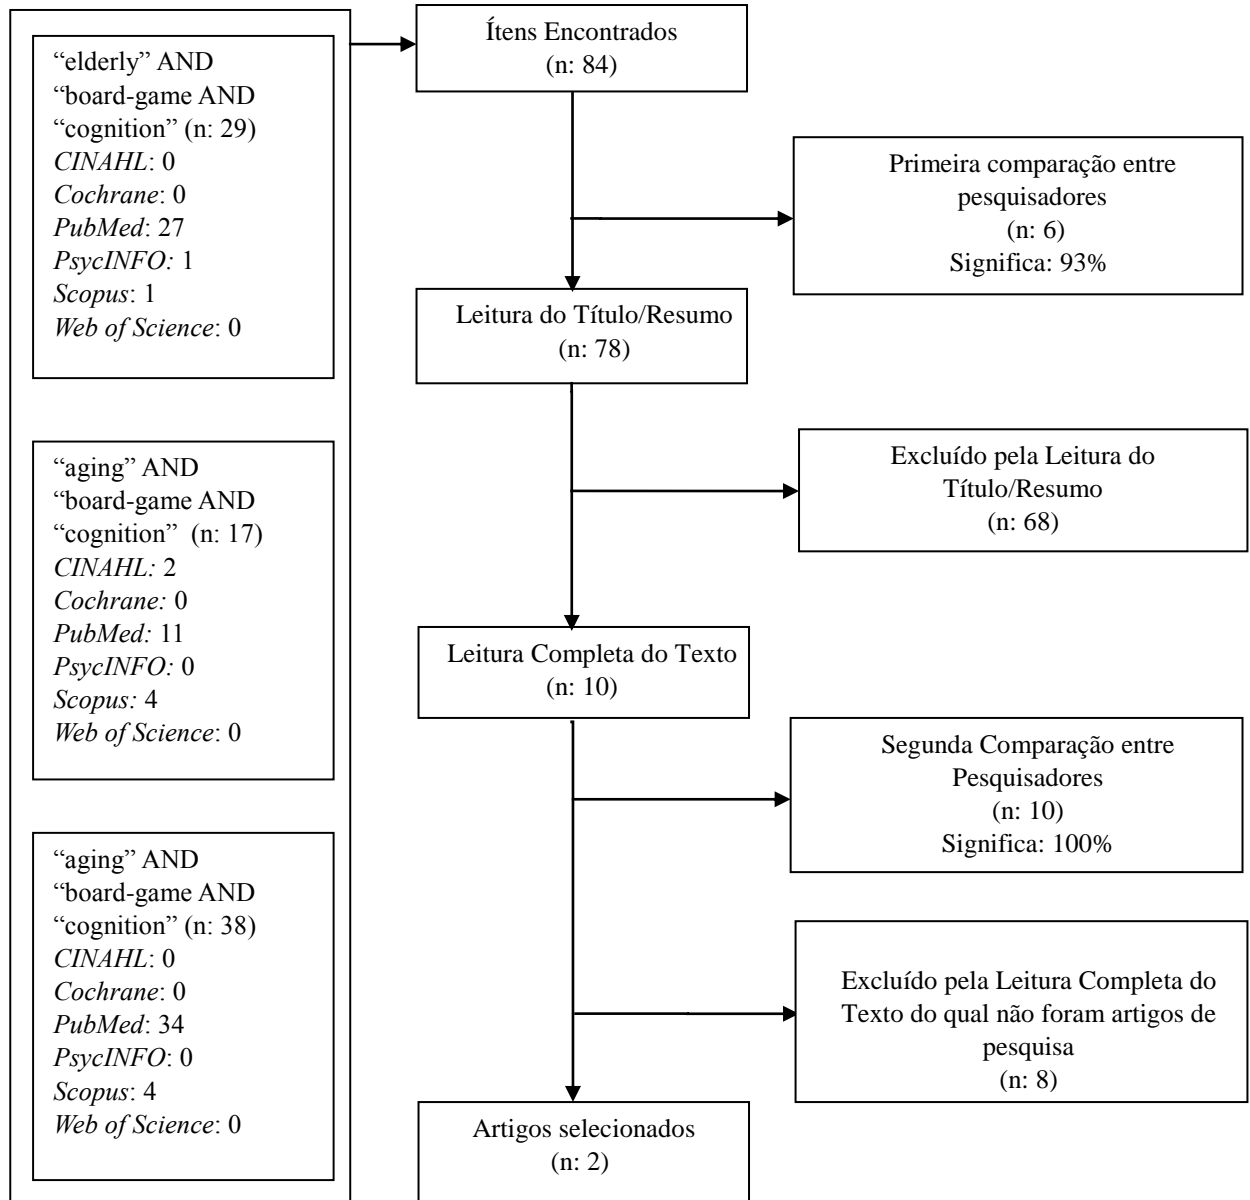 “elderly” AND
“board-game AND
“cognition” (n: 29)
CINAHL: 0
Cochrane: 0
PubMed: 27
PsycINFO: 1
Scopus: 1
Web of Science: 0
“aging” AND
“board-game AND
“cognition”  (n: 17)
CINAHL: 2
Cochrane: 0
PubMed: 11
PsycINFO: 0
Scopus: 4
Web of Science: 0
“aging” AND
“board-game AND
“cognition” (n: 38)
CINAHL: 0
Cochrane: 0
PubMed: 34
PsycINFO: 0
Scopus: 4
Web of Science: 0
Ítens Encontrados
(n: 84)
Primeira comparação entre
pesquisadores
(n: 6)
Significa: 93%
Leitura do Título/Resumo
(n: 78)
Excluído pela Leitura do
Título/Resumo
(n: 68)
Leitura Completa do Texto
(n: 10)
Segunda Comparação entre
Pesquisadores
(n: 10)
Significa: 100%
Excluído pela Leitura Completa do
Texto do qual não foram artigos de
pesquisa
(n: 8)
Artigos selecionados
(n: 2)